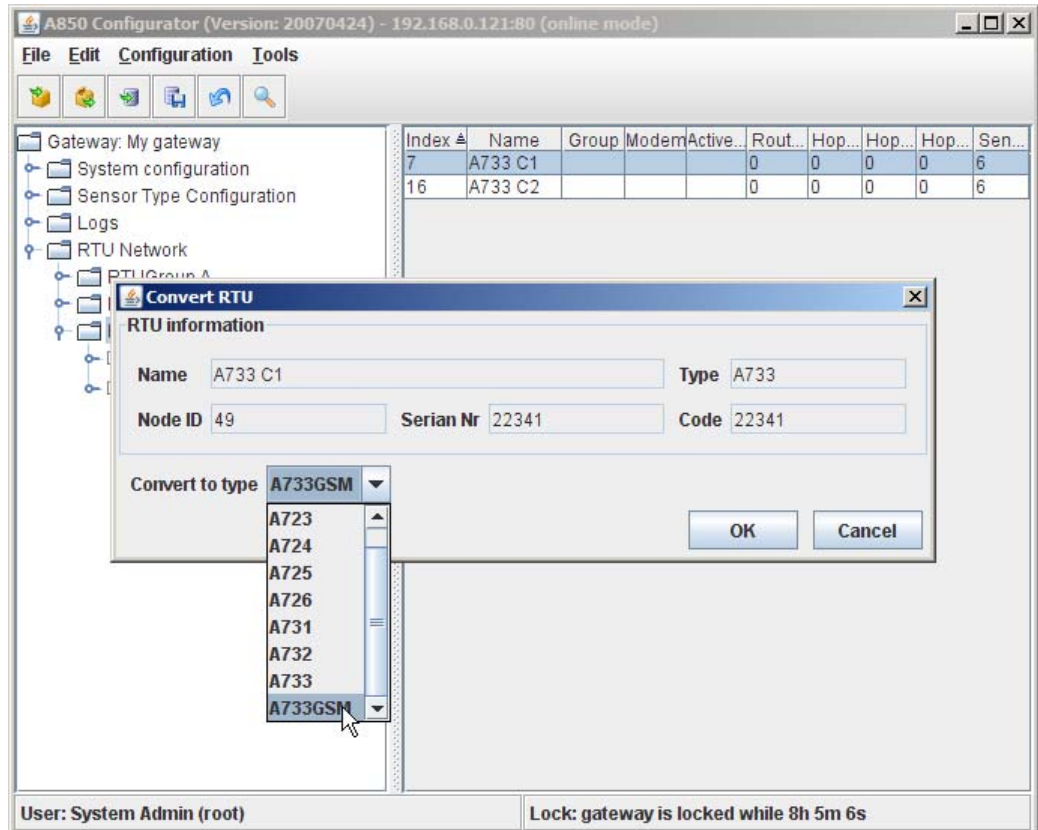 A850 Configurator (Version: 20070424) - 192.168.0.121:80 (online mode)
File Edit Configuration Tools
Gateway: My gateway
System configuration
Sensor Type Configuration
Logs
RTU Network
RTUGroup A
Index Name Group Modem Active... Rout... Hop... Hop... Hop... Sen...
7 A733 C1 0 0 0 0 6
16 A733 C2 0 0 0 0 6
Convert RTU
RTU information
Name A733 C1 Type A733
Node ID 49 Serian Nr 22341 Code 22341
Convert to type A733GSM
A723
A724
A725
A726
A731
A732
A733
A733GSM
OK Cancel
User: System Admin (root) Lock: gateway is locked while 8h 5m 6s